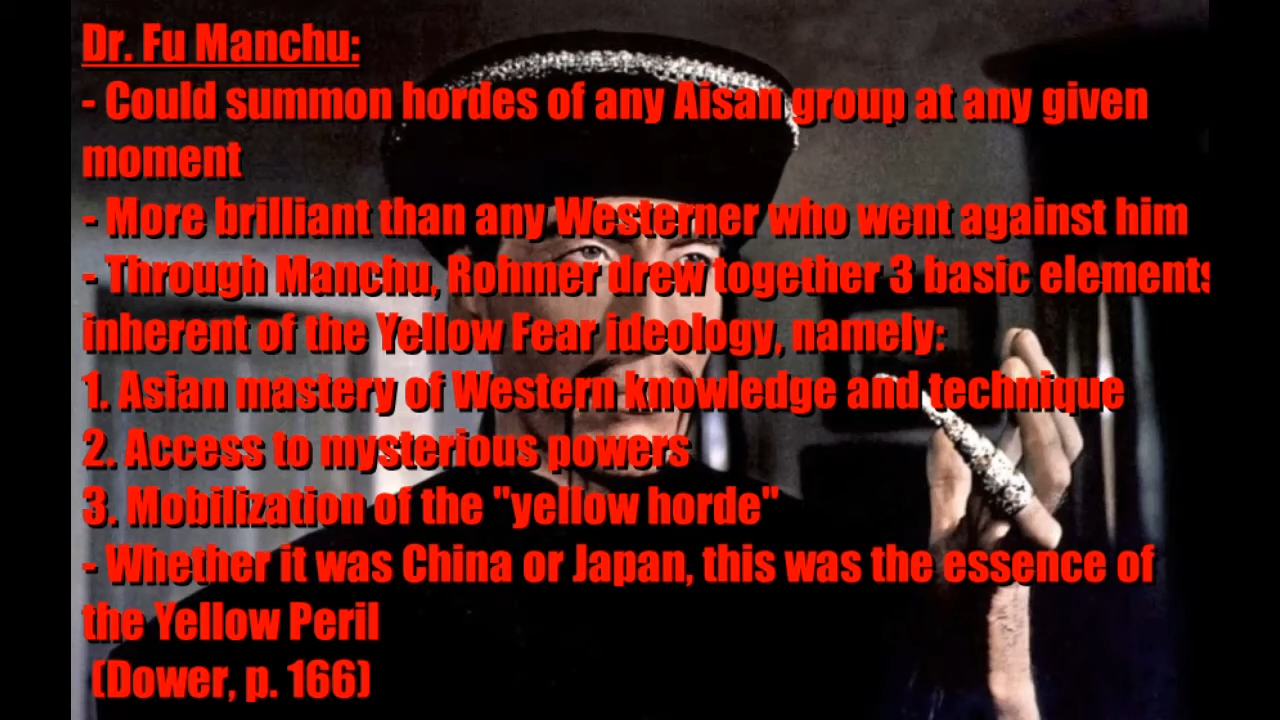 Dr. Fu Manchu:
- Could summon hordes of any Aisan group at any given
moment
- More brilliant than any Westerner who went against him
- Through Manchu, Rohmer drew together 3 basic elements
inherent of the Yellow Fear ideology, namely:
1. Asian mastery of Western knowledge and technique
2. Access to mysterious powers
3. Mobilization of the "yellow horde"
- Whether it was China or Japan, this was the essence of
the Yellow Peril
(Dower, p. 166)